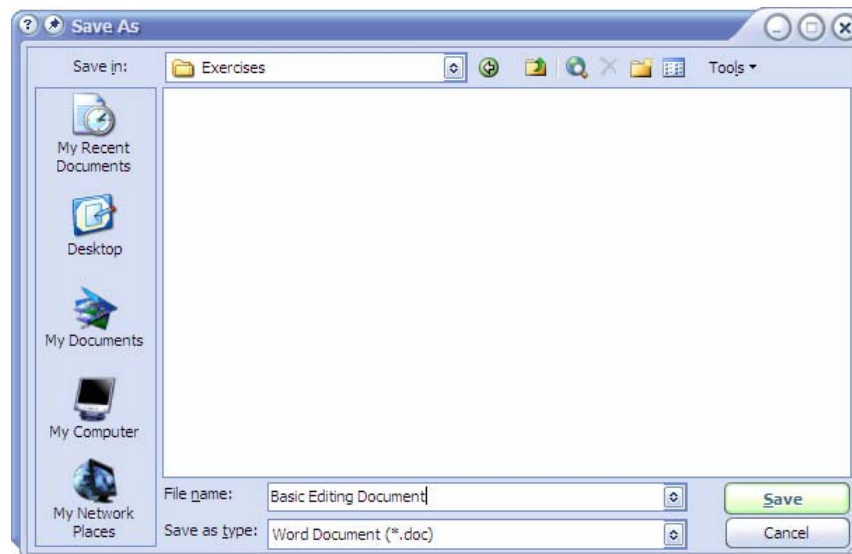 Save As
Save in:
Exercises
Tools
My Recent
Documents
Desktop
My Documents
My Computer
My Network
Places
File name:
Basic Editing Document
Save
Save as type:
Word Document (*.doc)
Cancel